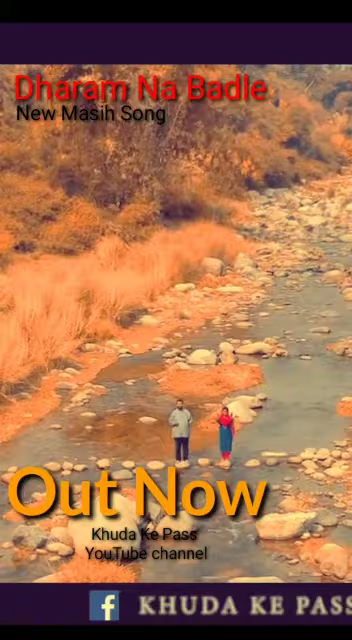 Dharam Na Badle
New Masih Song
Out Now
Khuda Ke Pass
YouTube channel
KHUDA KE PASS